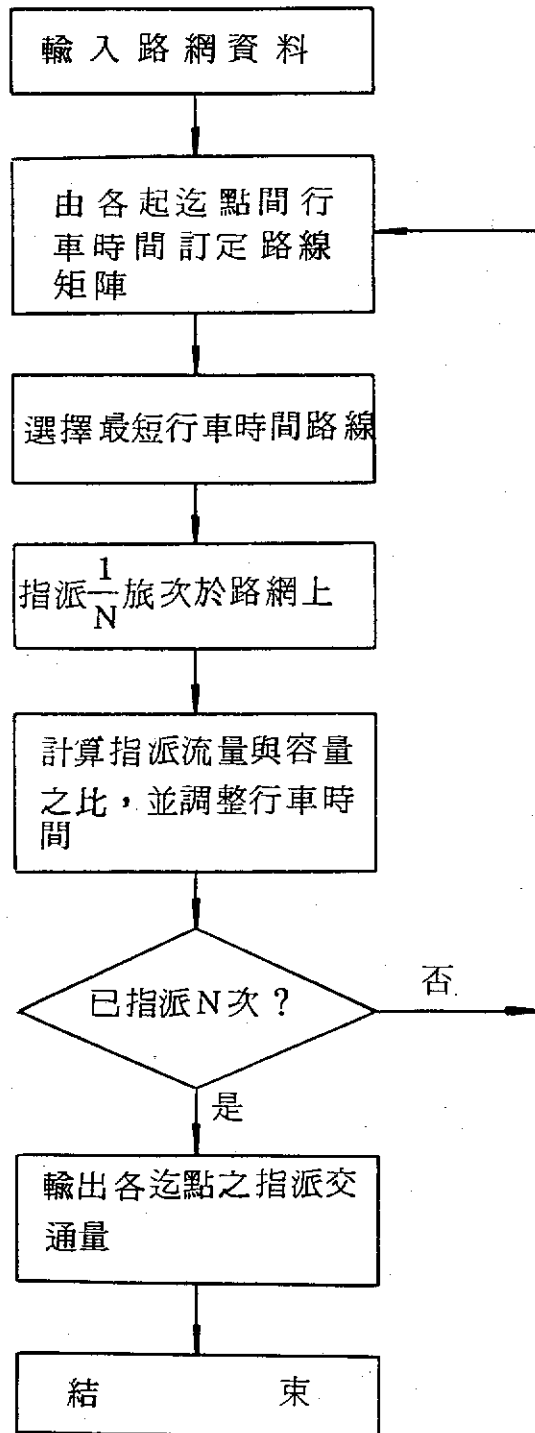 輸入路網資料
由各起迄點間行
車時間訂定路線
矩陣
選擇最短行車時間路線
指派1/N旅次於路網上
計算指派流量與容量
之比，並調整行車時
間
已指派N次？
否
是
輸出各迄點之指派交
通量
結束